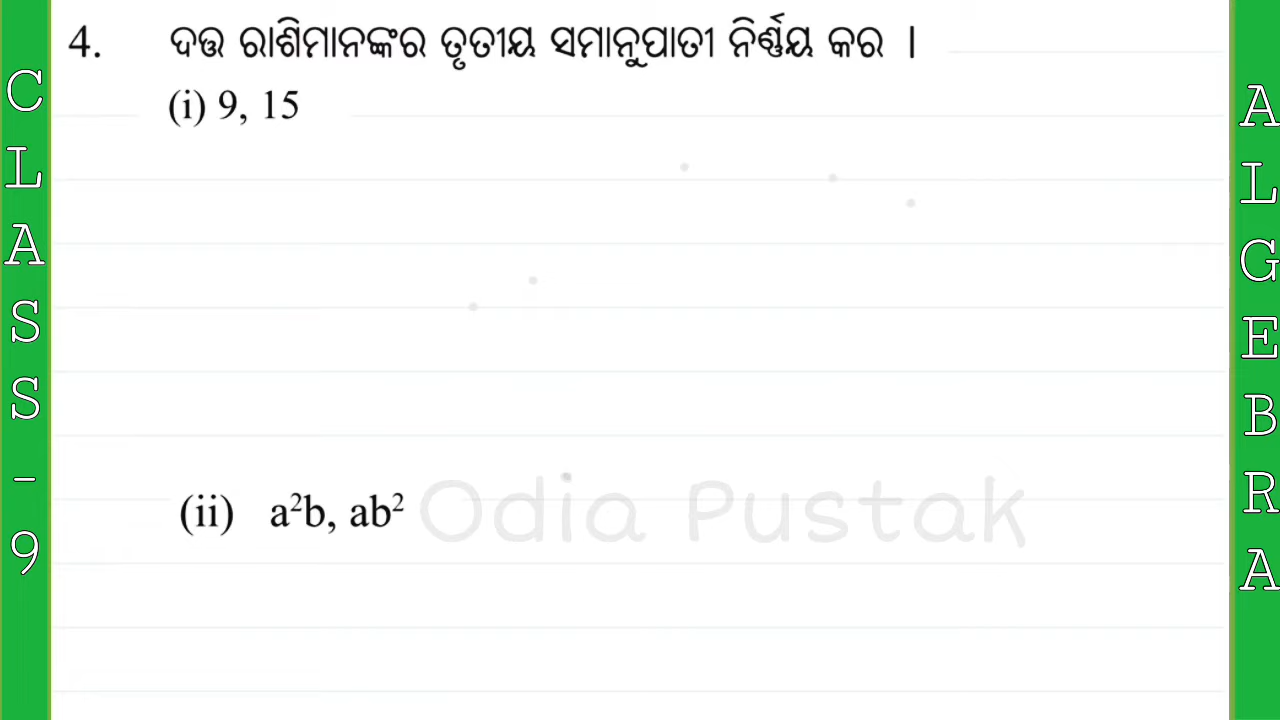 4. ଦତ୍ତ ରାଶିମାନଙ୍କର ତୃତୀୟ ସମାନୁପାତୀ ନିର୍ଣ୍ଣୟ କର ।
(i) 9, 15
(ii) a²b, ab²
Odia Pustak
CLASS-9
ALGEBRA